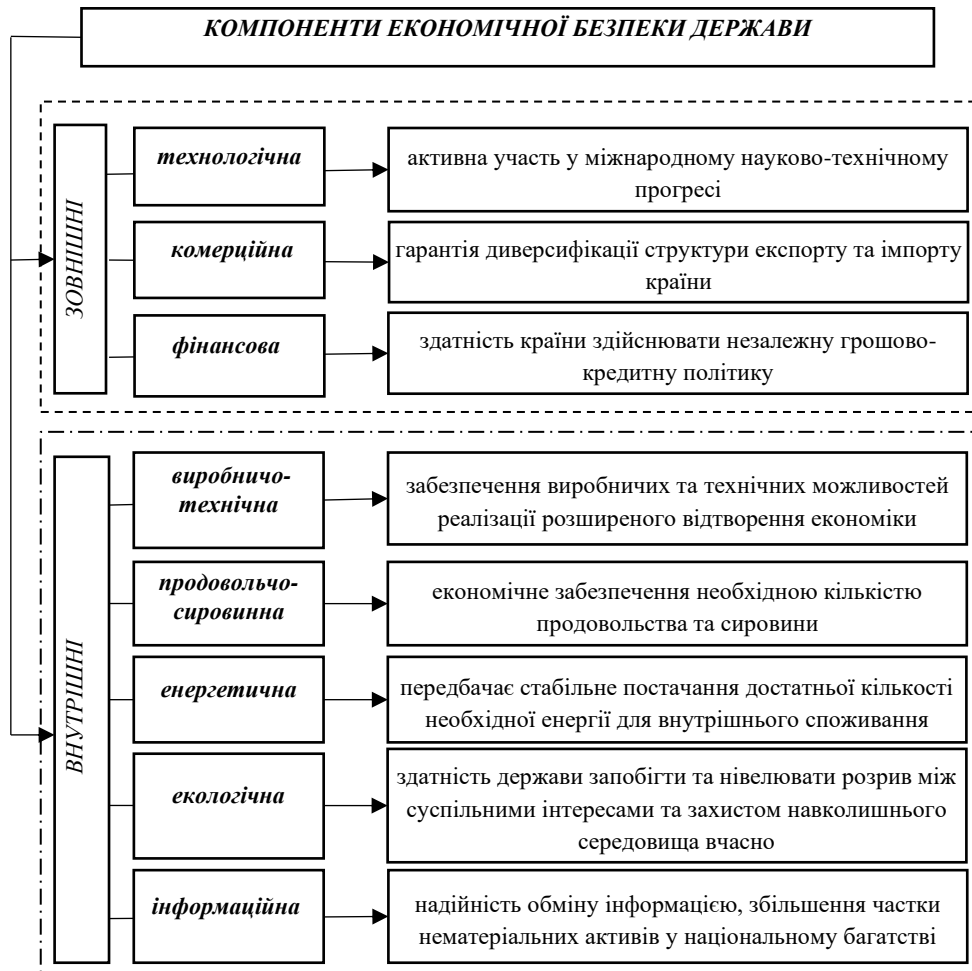 КОМПОНЕНТИ ЕКОНОМІЧНОЇ БЕЗПЕКИ ДЕРЖАВИ
ЗОВНІШНІ
технологічна
активна участь у міжнародному науково-технічному
прогресі
комерційна
гарантія диверсифікації структури експорту та імпорту
країни
фінансова
здатність країни здійснювати незалежну грошово-
кредитну політику
ВНУТРІШНІ
виробничо-
технічна
забезпечення виробничих та технічних можливостей
реалізації розширеного відтворення економіки
продовольчо-
сировинна
економічне забезпечення необхідною кількістю
продовольства та сировини
енергетична
передбачає стабільне постачання достатньої кількості
необхідної енергії для внутрішнього споживання
екологічна
здатність держави запобігти та нівелювати розрив між
суспільними інтересами та захистом навколишнього
середовища вчасно
інформаційна
надійність обміну інформацією, збільшення частки
нематеріальних активів у національному багатстві